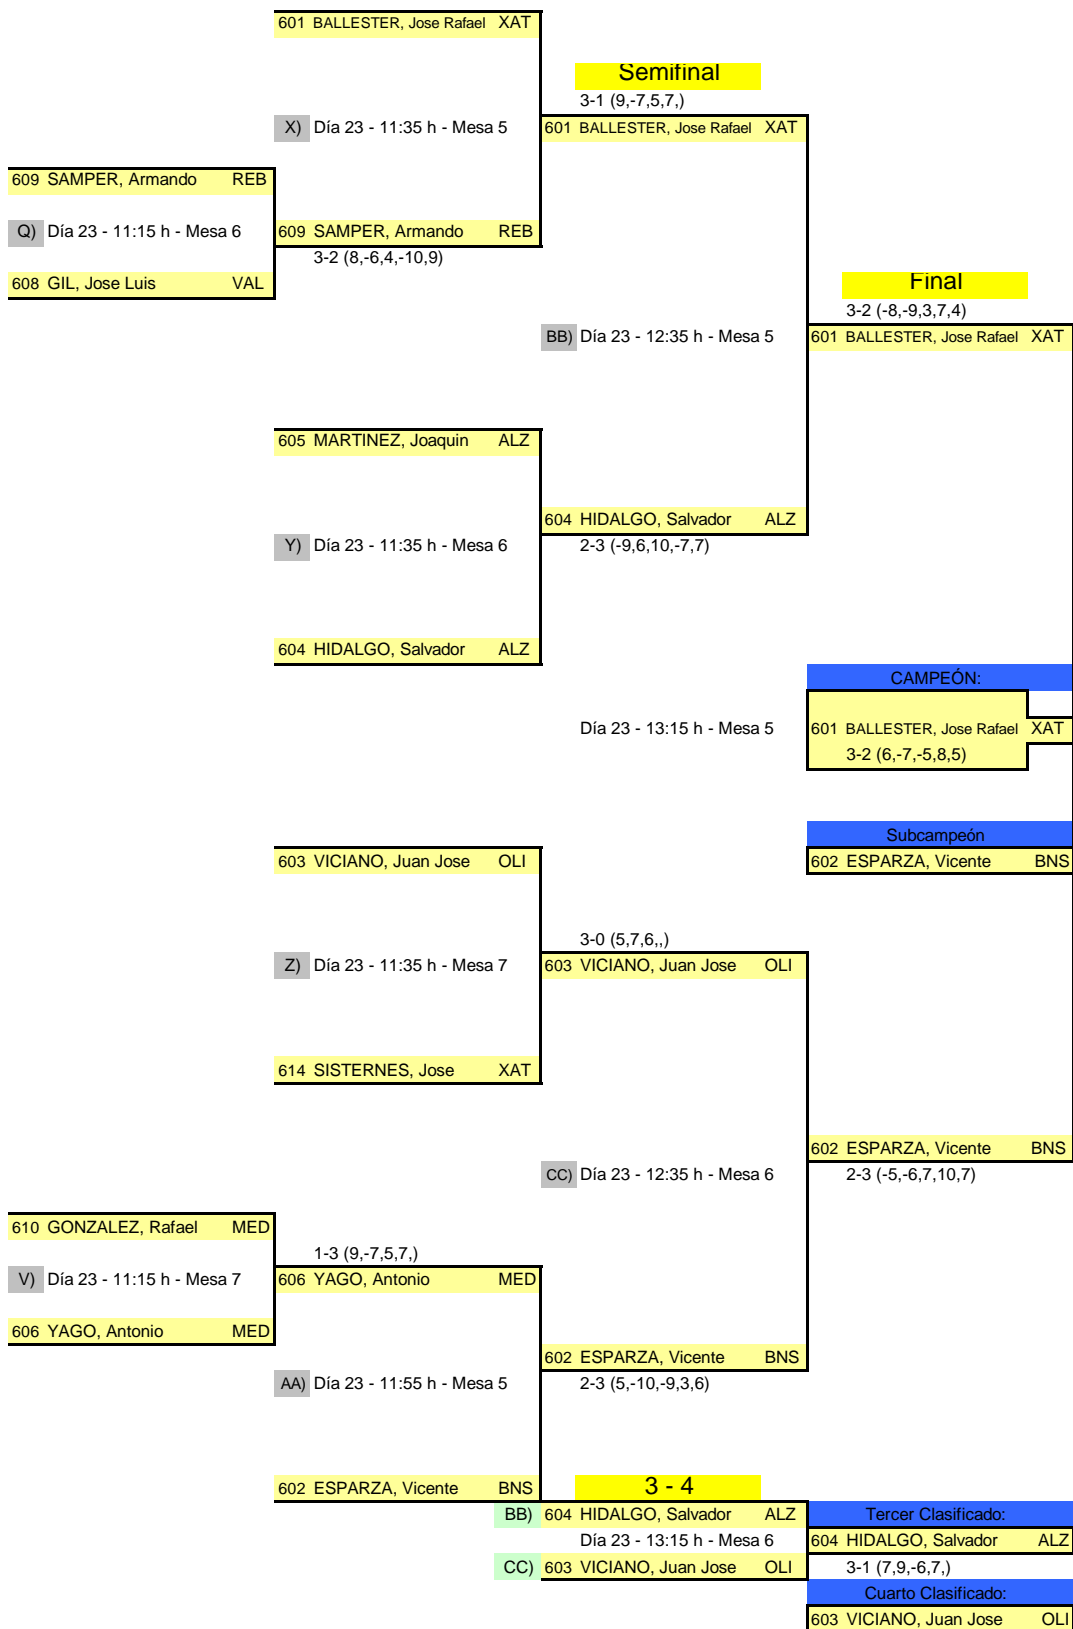 601 BALLESTER, Jose Rafael XAT
Semifinal
3-1 (9,-7,5,7,)
X) Día 23 - 11:35 h - Mesa 5
601 BALLESTER, Jose Rafael XAT
609 SAMPER, Armando REB
Q) Día 23 - 11:15 h - Mesa 6
609 SAMPER, Armando REB
3-2 (8,-6,4,-10,9)
608 GIL, Jose Luis VAL
Final
3-2 (-8,-9,3,7,4)
BB) Día 23 - 12:35 h - Mesa 5
601 BALLESTER, Jose Rafael XAT
605 MARTINEZ, Joaquin ALZ
604 HIDALGO, Salvador ALZ
Y) Día 23 - 11:35 h - Mesa 6
2-3 (-9,6,10,-7,7)
604 HIDALGO, Salvador ALZ
CAMPEÓN:
Día 23 - 13:15 h - Mesa 5
601 BALLESTER, Jose Rafael XAT
3-2 (6,-7,-5,8,5)
Subcampeón
603 VICIANO, Juan Jose OLI
602 ESPARZA, Vicente BNS
3-0 (5,7,6,,)
Z) Día 23 - 11:35 h - Mesa 7
603 VICIANO, Juan Jose OLI
614 SISTERNES, Jose XAT
602 ESPARZA, Vicente BNS
CC) Día 23 - 12:35 h - Mesa 6
2-3 (-5,-6,7,10,7)
610 GONZALEZ, Rafael MED
1-3 (9,-7,5,7,)
V) Día 23 - 11:15 h - Mesa 7
606 YAGO, Antonio MED
606 YAGO, Antonio MED
602 ESPARZA, Vicente BNS
AA) Día 23 - 11:55 h - Mesa 5
2-3 (5,-10,-9,3,6)
602 ESPARZA, Vicente BNS
3 - 4
BB) 604 HIDALGO, Salvador ALZ
Tercer Clasificado:
Día 23 - 13:15 h - Mesa 6
604 HIDALGO, Salvador ALZ
CC) 603 VICIANO, Juan Jose OLI
3-1 (7,9,-6,7,)
Cuarto Clasificado:
603 VICIANO, Juan Jose OLI